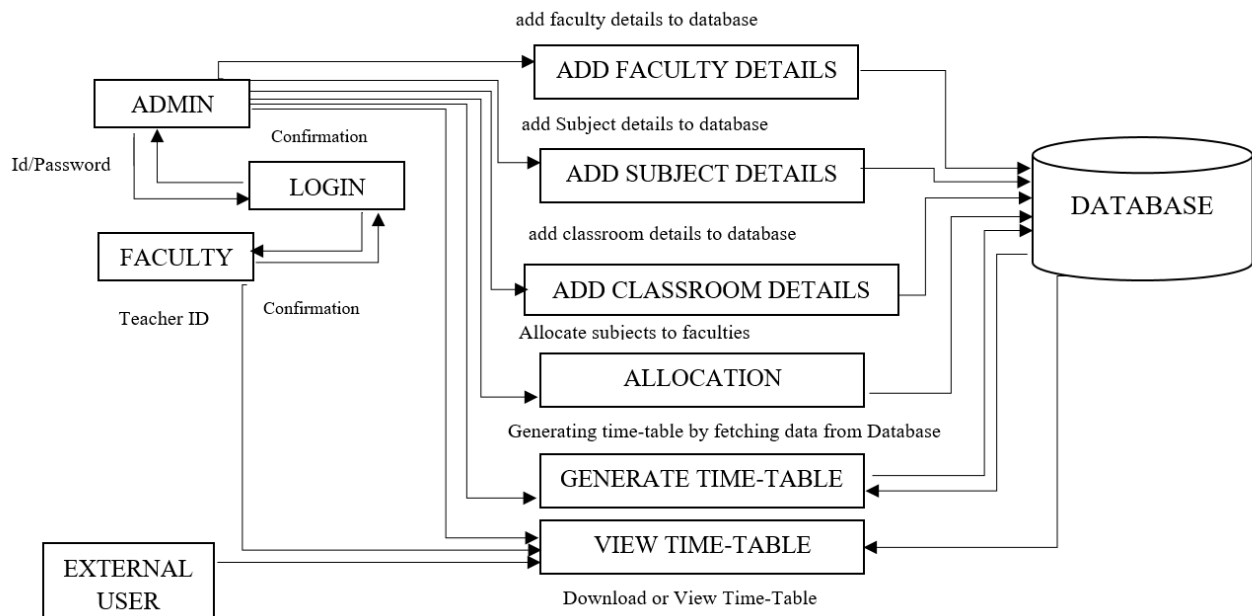 add faculty details to database
ADD FACULTY DETAILS
ADMIN
add Subject details to database
Confirmation
Id/Password
ADD SUBJECT DETAILS
LOGIN
DATABASE
add classroom details to database
FACULTY
ADD CLASSROOM DETAILS
Confirmation
Teacher ID
Allocate subjects to faculties
ALLOCATION
Generating time-table by fetching data from Database
GENERATE TIME-TABLE
VIEW TIME-TABLE
EXTERNAL
USER
Download or View Time-Table